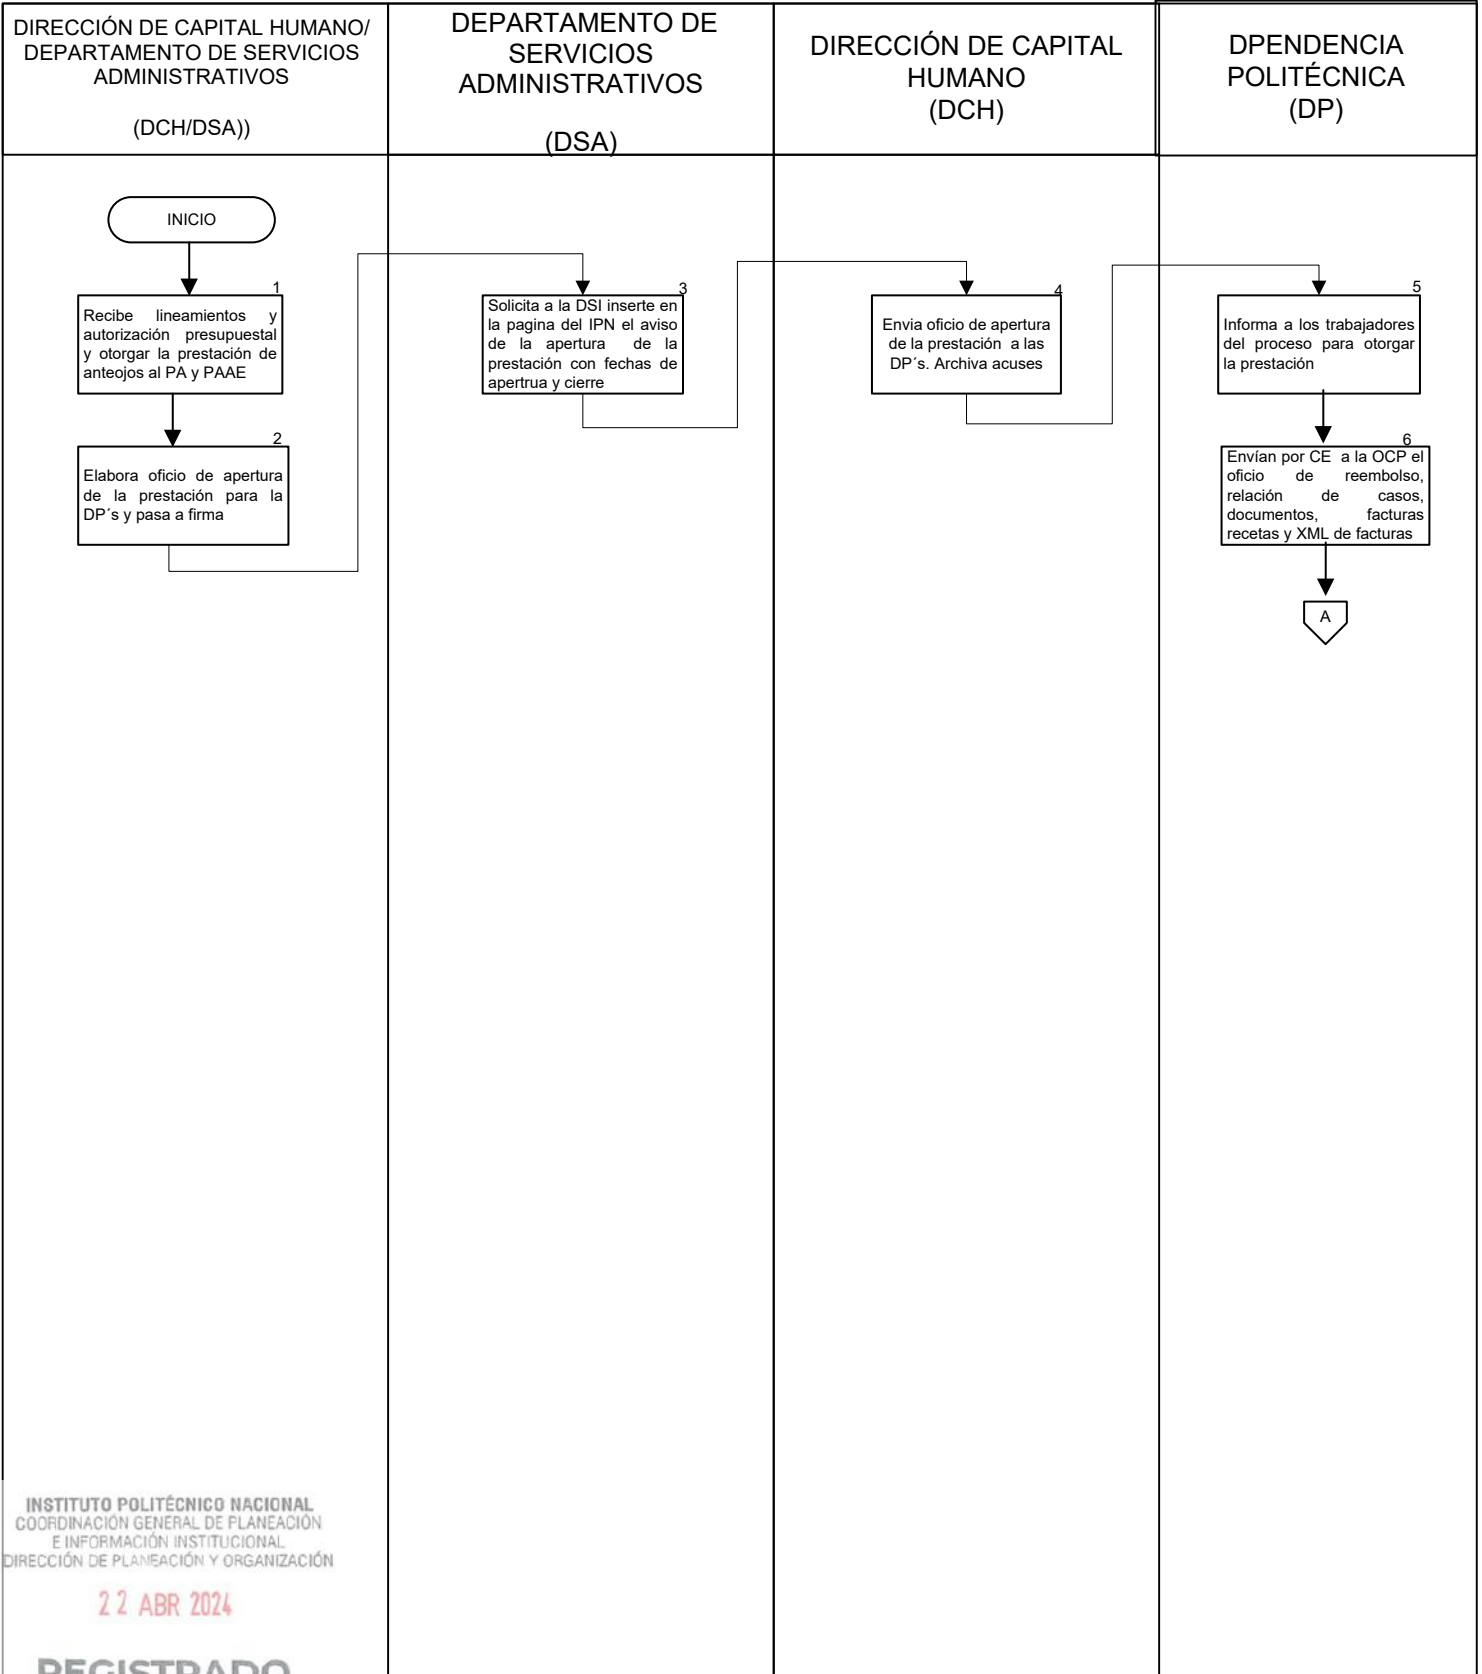 DIRECCIÓN DE CAPITAL HUMANO/
DEPARTAMENTO DE SERVICIOS
ADMINISTRATIVOS
(DCH/DSA))
DEPARTAMENTO DE
SERVICIOS
ADMINISTRATIVOS
(DSA)
DIRECCIÓN DE CAPITAL
HUMANO
(DCH)
DPENDENCIA
POLITÉCNICA
(DP)
INICIO
1
Recibe lineamientos y
autorización presupuestal
y otorgar la prestación de
anteojos al PA y PAAE
2
Elabora oficio de apertura
de la prestación para la
DP´s y pasa a firma
3
Solicita a la DSI inserte en
la pagina del IPN el aviso
de la apertura de la
prestación con fechas de
apertrua y cierre
4
Envia oficio de apertura
de la prestación a las
DP´s. Archiva acuses
5
Informa a los trabajadores
del proceso para otorgar
la prestación
6
Envían por CE a la OCP el
oficio de reembolso,
relación de casos,
documentos, facturas
recetas y XML de facturas
A
INSTITUTO POLITÉCNICO NACIONAL
COORDINACIÓN GENERAL DE PLANEACIÓN
E INFORMACIÓN INSTITUCIONAL
DIRECCIÓN DE PLANEACIÓN Y ORGANIZACIÓN
22 ABR 2024
REGISTRADO